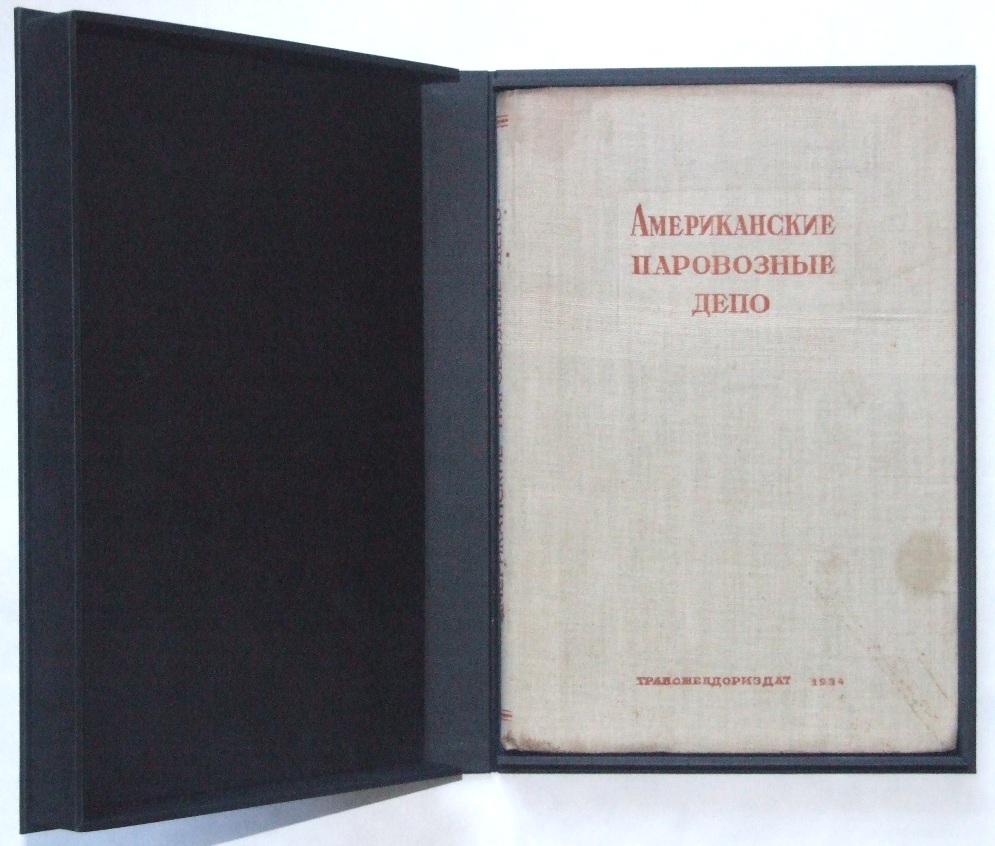 Американские
паровозные
депо
ТРАНСЖЕЛДОРИЗДАТ 1934